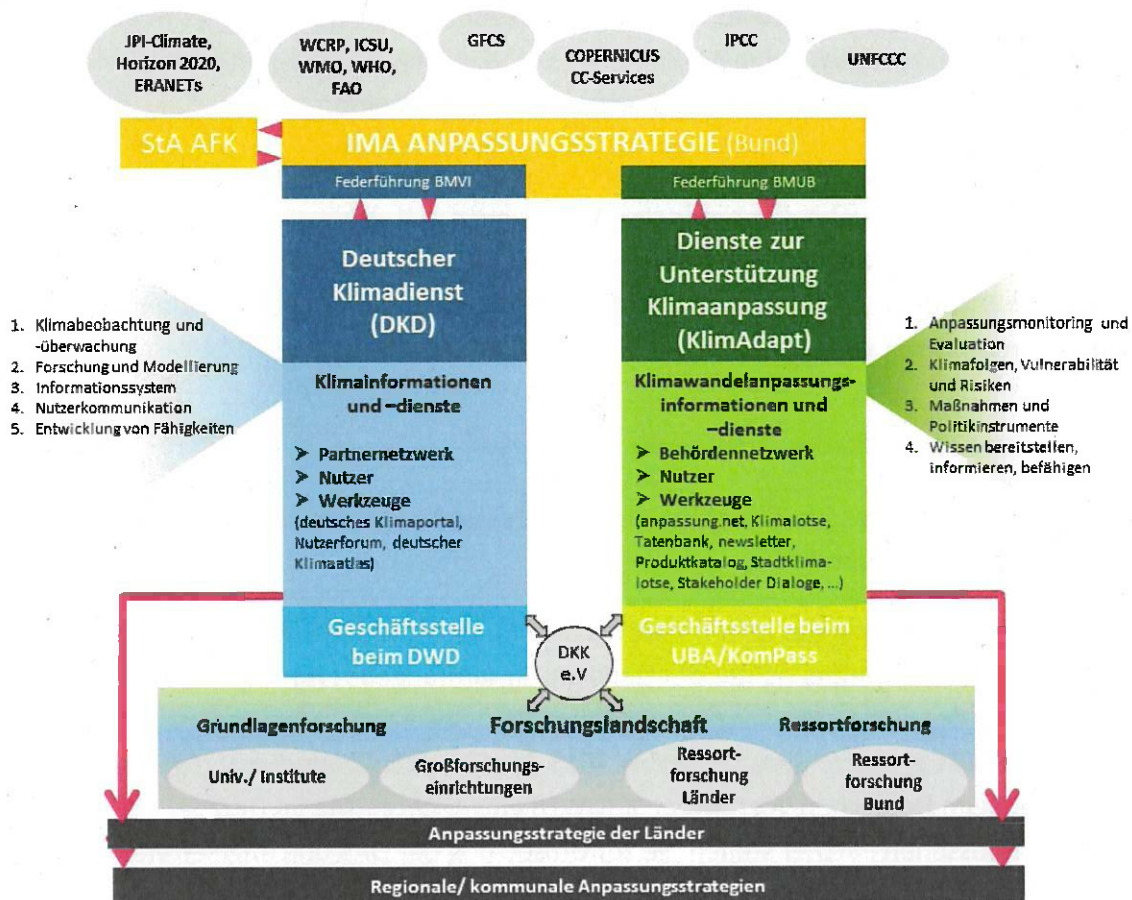 JPI-Climate,
Horizon 2020,
ERANETs
WCRP, ICSU,
WMO, WHO,
FAO
GFCS
COPERNICUS
CC-Services
IPCC
UNFCCC
StA AFK
IMA ANPASSUNGSSTRATEGIE (Bund)
Federführung BMVI
Federführung BMUB
Deutscher
Klimadienst
(DKD)
Dienste zur
Unterstützung
Klimaanpassung
(KlimAdapt)
1. Klimabeobachtung und
-überwachung
2. Forschung und Modellierung
3. Informationssystem
4. Nutzerkommunikation
5. Entwicklung von Fähigkeiten
Klimainformationen
und –dienste
➤ Partnernetzwerk
➤ Nutzer
➤ Werkzeuge
(deutsches Klimaportal,
Nutzerforum, deutscher
Klimaatlas)
Klimawandelanpassungs-
informationen und
–dienste
➤ Behördennetzwerk
➤ Nutzer
➤ Werkzeuge
(anpassung.net, Klimalotse,
Tatenbank, newsletter,
Produktkatalog, Stadtklima-
lotse, Stakeholder Dialoge, ...)
1. Anpassungsmonitoring und
Evaluation
2. Klimafolgen, Vulnerabilität
und Risiken
3. Maßnahmen und
Politikinstrumente
4. Wissen bereitstellen,
informieren, befähigen
Geschäftsstelle
beim DWD
DKK
e.V
Geschäftsstelle beim
UBA/KomPass
Grundlagenforschung
Forschungslandschaft
Ressortforschung
Univ./ Institute
Großforschungs-
einrichtungen
Ressort-
forschung
Länder
Ressort-
forschung
Bund
Anpassungsstrategie der Länder
Regionale/ kommunale Anpassungsstrategien